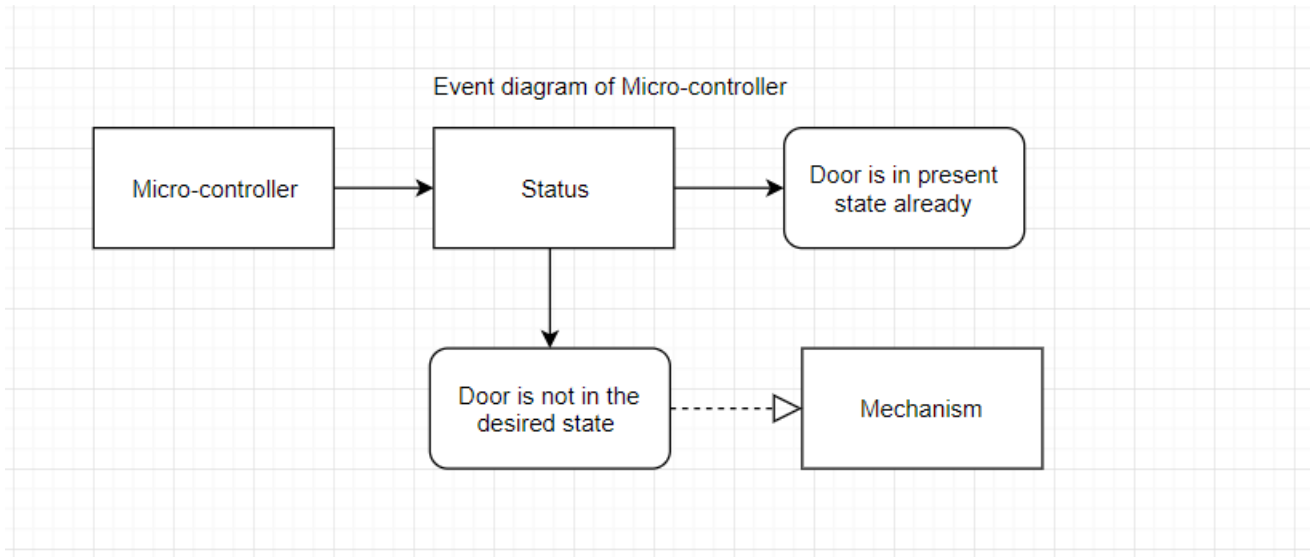 Event diagram of Micro-controller
Micro-controller
Status
Door is in present
state already
Door is not in the
desired state
Mechanism